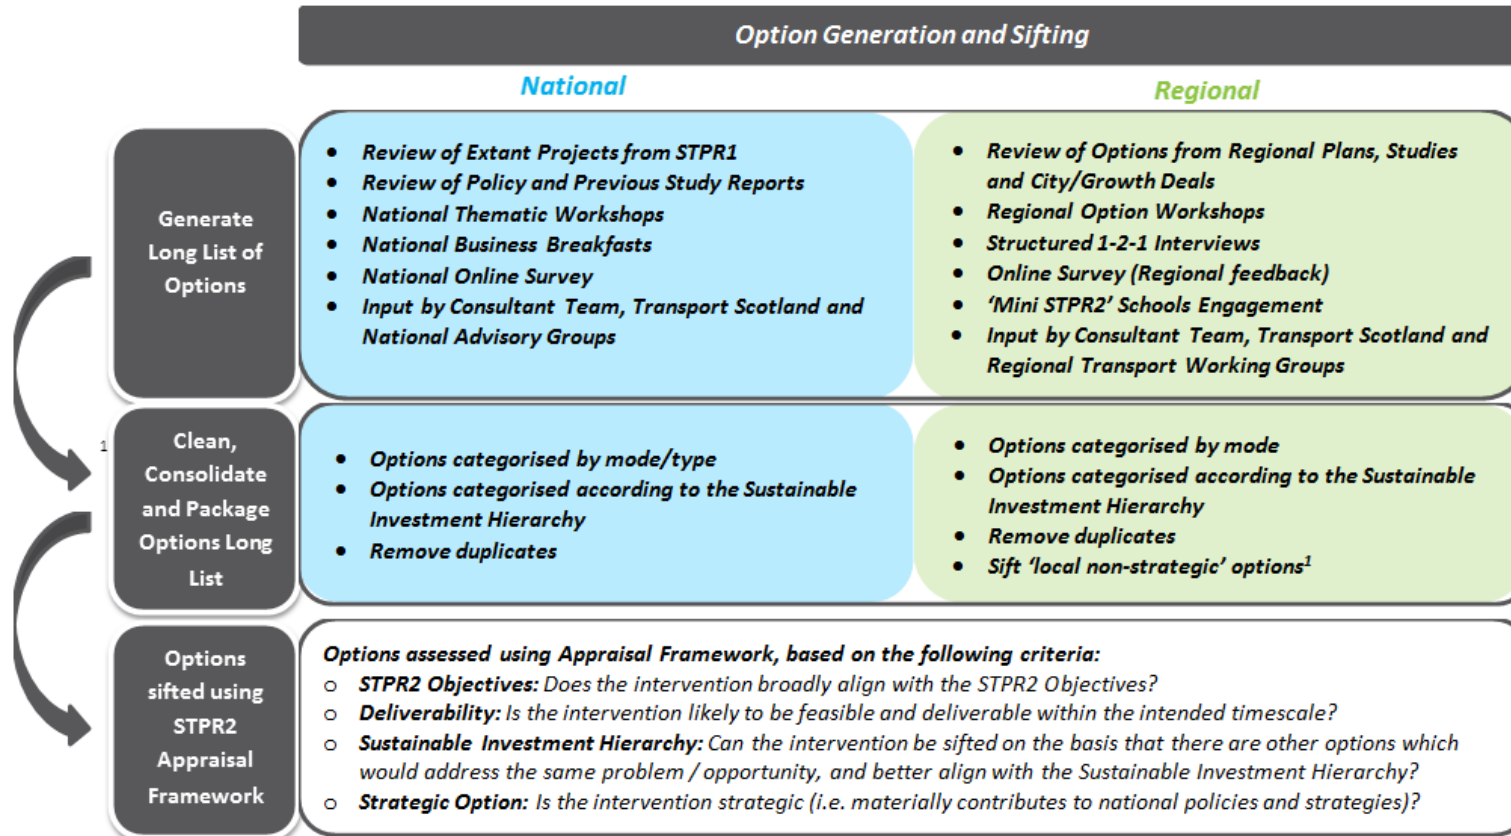 Option Generation and Sifting
National
Regional
Generate
Long List of
Options
• Review of Extant Projects from STPR1
• Review of Policy and Previous Study Reports
• National Thematic Workshops
• National Business Breakfasts
• National Online Survey
• Input by Consultant Team, Transport Scotland and
National Advisory Groups
• Review of Options from Regional Plans, Studies
and City/Growth Deals
• Regional Option Workshops
• Structured 1-2-1 Interviews
• Online Survey (Regional feedback)
• ‘Mini STPR2’ Schools Engagement
• Input by Consultant Team, Transport Scotland and
Regional Transport Working Groups
1
Clean,
Consolidate
and Package
Options Long
List
• Options categorised by mode/type
• Options categorised according to the Sustainable
Investment Hierarchy
• Remove duplicates
• Options categorised by mode
• Options categorised according to the Sustainable
Investment Hierarchy
• Remove duplicates
• Sift ‘local non-strategic’ options¹
Options
sifted using
STPR2
Appraisal
Framework
Options assessed using Appraisal Framework, based on the following criteria:
o STPR2 Objectives: Does the intervention broadly align with the STPR2 Objectives?
o Deliverability: Is the intervention likely to be feasible and deliverable within the intended timescale?
o Sustainable Investment Hierarchy: Can the intervention be sifted on the basis that there are other options which
would address the same problem / opportunity, and better align with the Sustainable Investment Hierarchy?
o Strategic Option: Is the intervention strategic (i.e. materially contributes to national policies and strategies)?